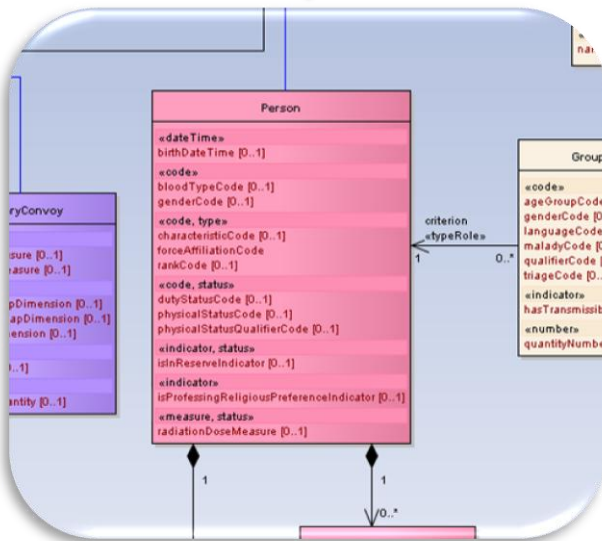 Person
«dateTime»
birthDateTime [0..1]
«code»
bloodTypeCode [0..1]
genderCode [0..1]
«code, type»
characteristicCode [0..1]
forceAffiliationCode
rankCode [0..1]
«code, status»
dutyStatusCode [0..1]
physicalStatusCode [0..1]
physicalStatusQualifierCode [0..1]
«indicator, status»
isInReserveIndicator [0..1]
«indicator»
isProfessingReligiousPreferenceIndicator [0..1]
«measure, status»
radiationDoseMeasure [0..1]
1
1
0..*
ryConvoy
sure [0..1]
easure [0..1]
pDimension [0..1]
apDimension [0..1]
ension [0..1]
..1]
antity [0..1]
criterion
«typeRole»
1
0..*
Group
«code»
ageGroupCode
genderCode [0
languageCode
maladyCode [0
qualifierCode [
triageCode [0..
«indicator»
hasTransmissib
«number»
quantityNumbe